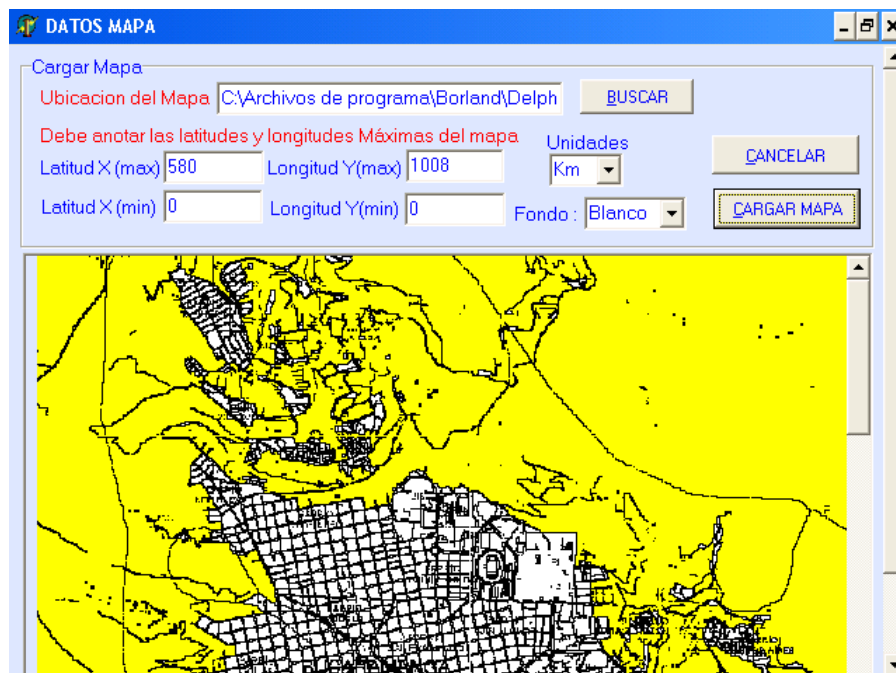 DATOS MAPA
Cargar Mapa
Ubicacion del Mapa C:\Archivos de programa\Borland\Delph BUSCAR
Debe anotar las latitudes y longitudes Máximas del mapa
Unidades
Latitud X (max) 580 Longitud Y(max) 1008 Km CANCELAR
Latitud X (min) 0 Longitud Y(min) 0 Fondo : Blanco CARGAR MAPA